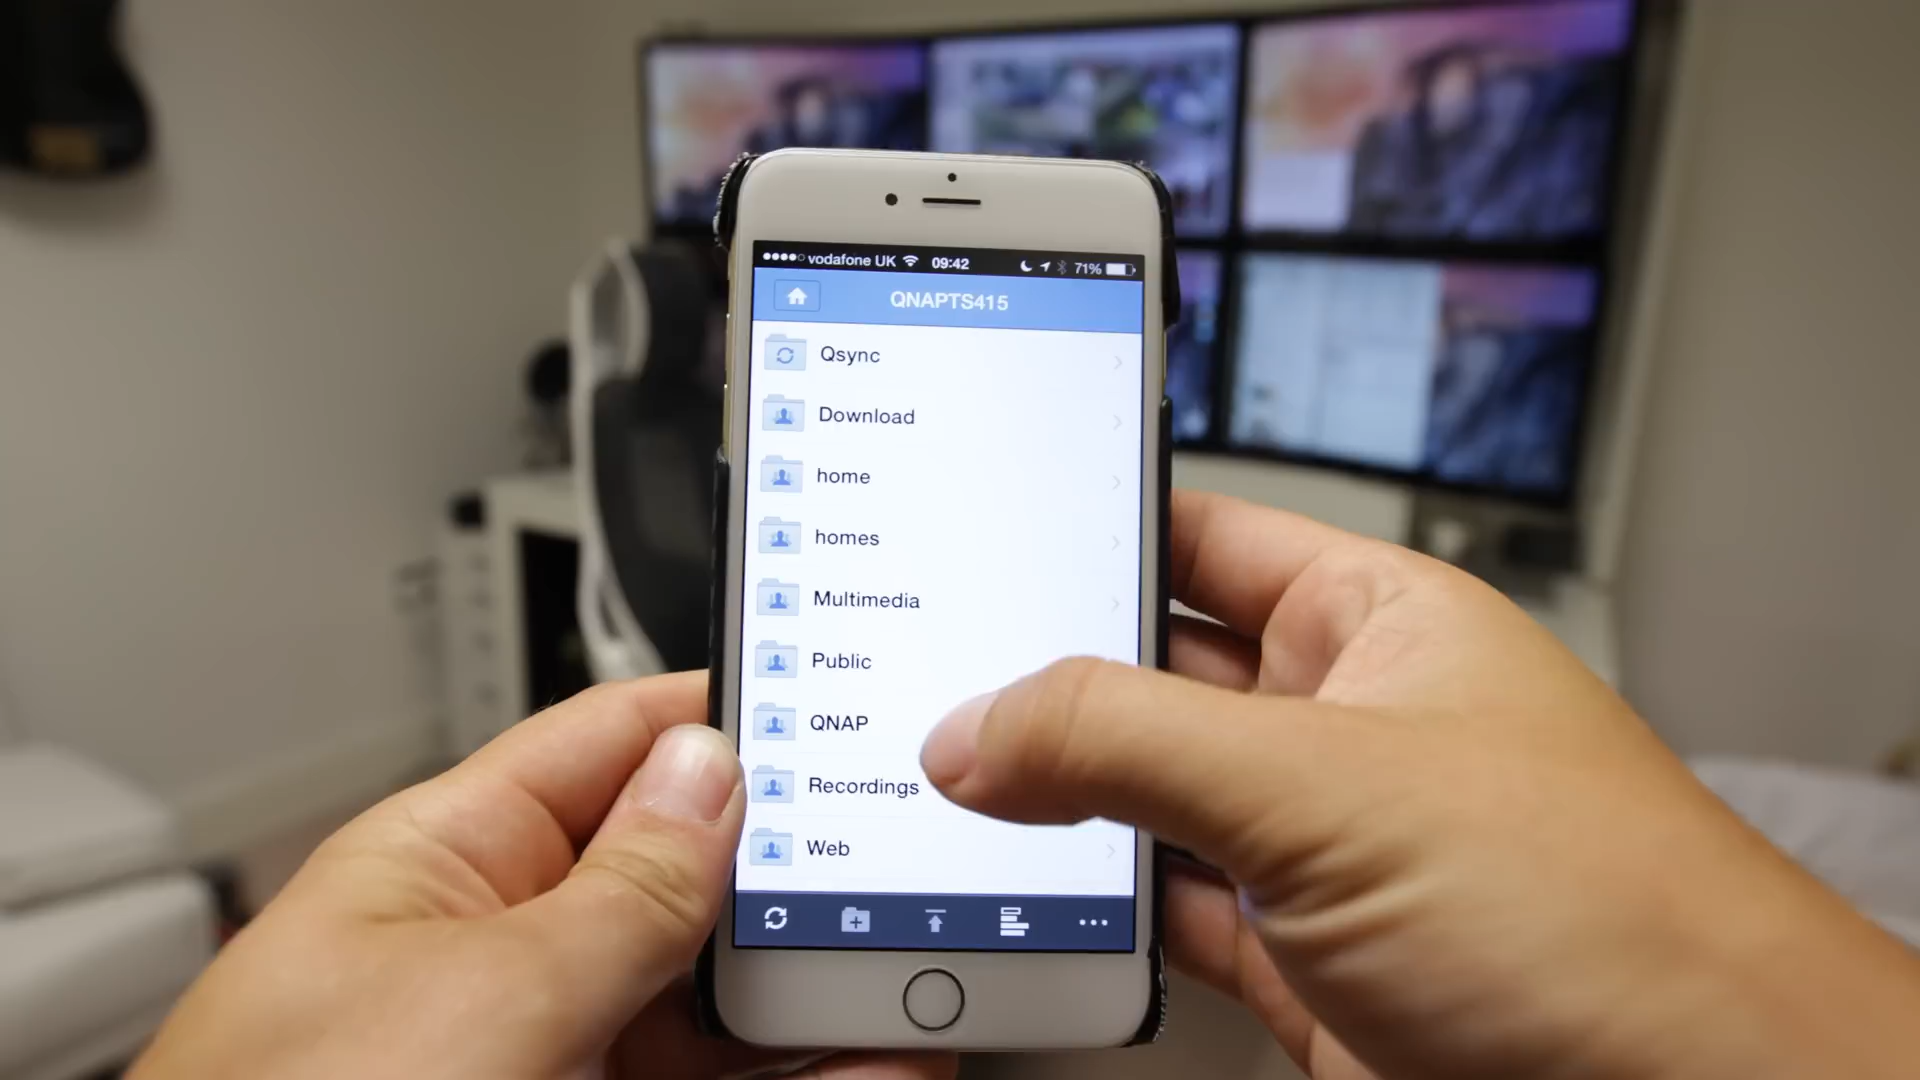 vodafone UK 09:42 71%
QNAPTS415
Qsync
Download
home
homes
Multimedia
Public
QNAP
Recordings
Web